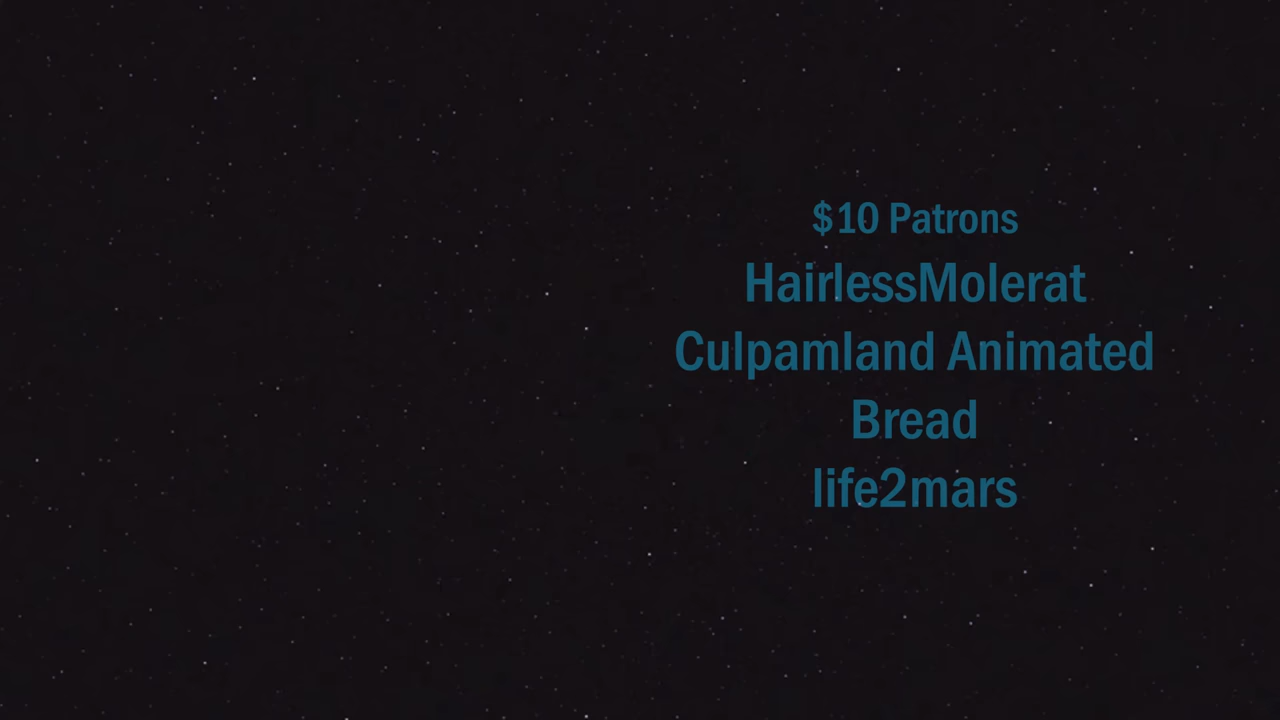 $10 Patrons
HairlessMolerat
Culpamland Animated
Bread
life2mars